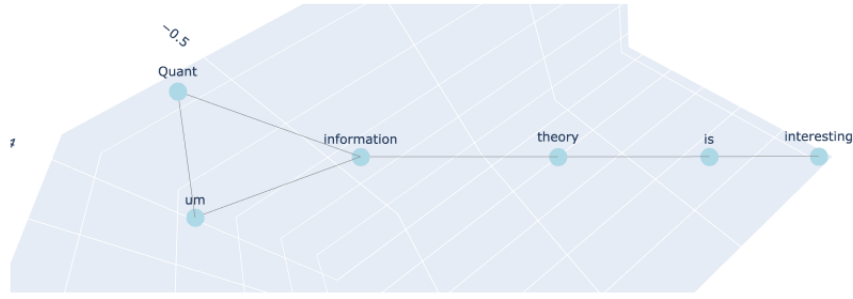 −0.5
Quant
information
theory
is
interesting
um